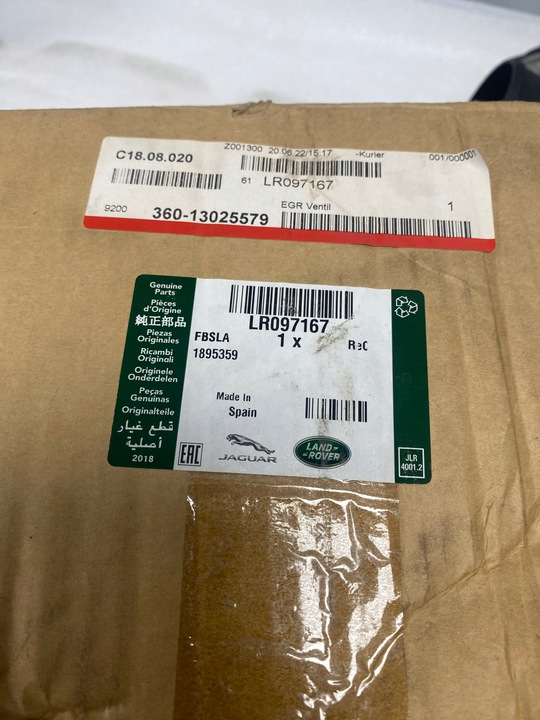 Z001300 20.06.22/15:17 -Kurier 001/000001
C18.08.020
61 LR097167
9200 360-13025579 EGR Ventil 1
Genuine Parts
Pièces d'Origine
純正部品
Piezas Originales
Ricambi Originali
Originele Onderdelen
Peças Genuínas
Originalteile
قطع غيار أصلية
2018
LR097167
FBSLA 1 x ReC
1895359
Made In
Spain
EAC
JAGUAR
LAND-
-ROVER
JLR
4001.2